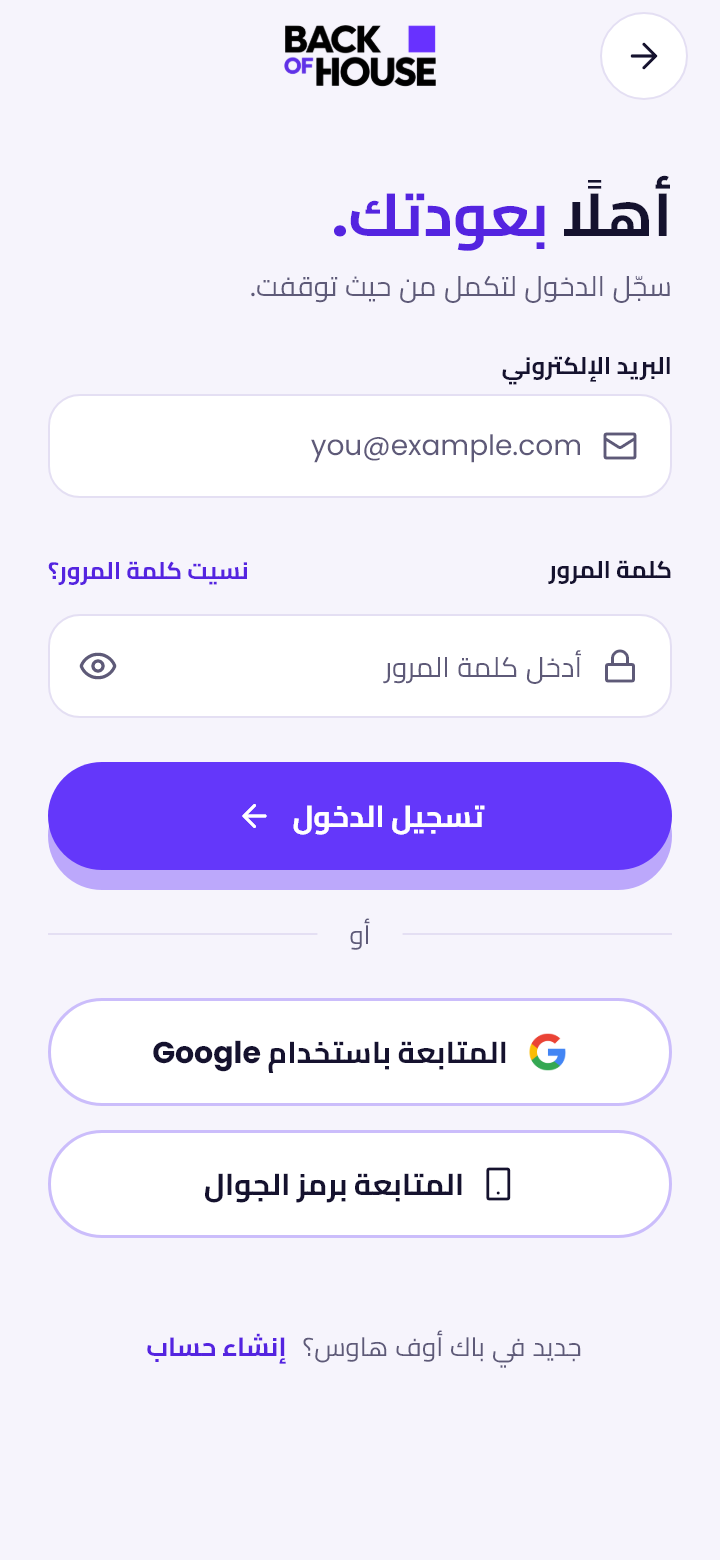 BACK
OF HOUSE
أهلًا بعودتك.
سجّل الدخول لتكمل من حيث توقفت.
البريد الإلكتروني
you@example.com
كلمة المرور
نسيت كلمة المرور؟
أدخل كلمة المرور
تسجيل الدخول
أو
المتابعة باستخدام Google
المتابعة برمز الجوال
جديد في باك أوف هاوس؟ إنشاء حساب